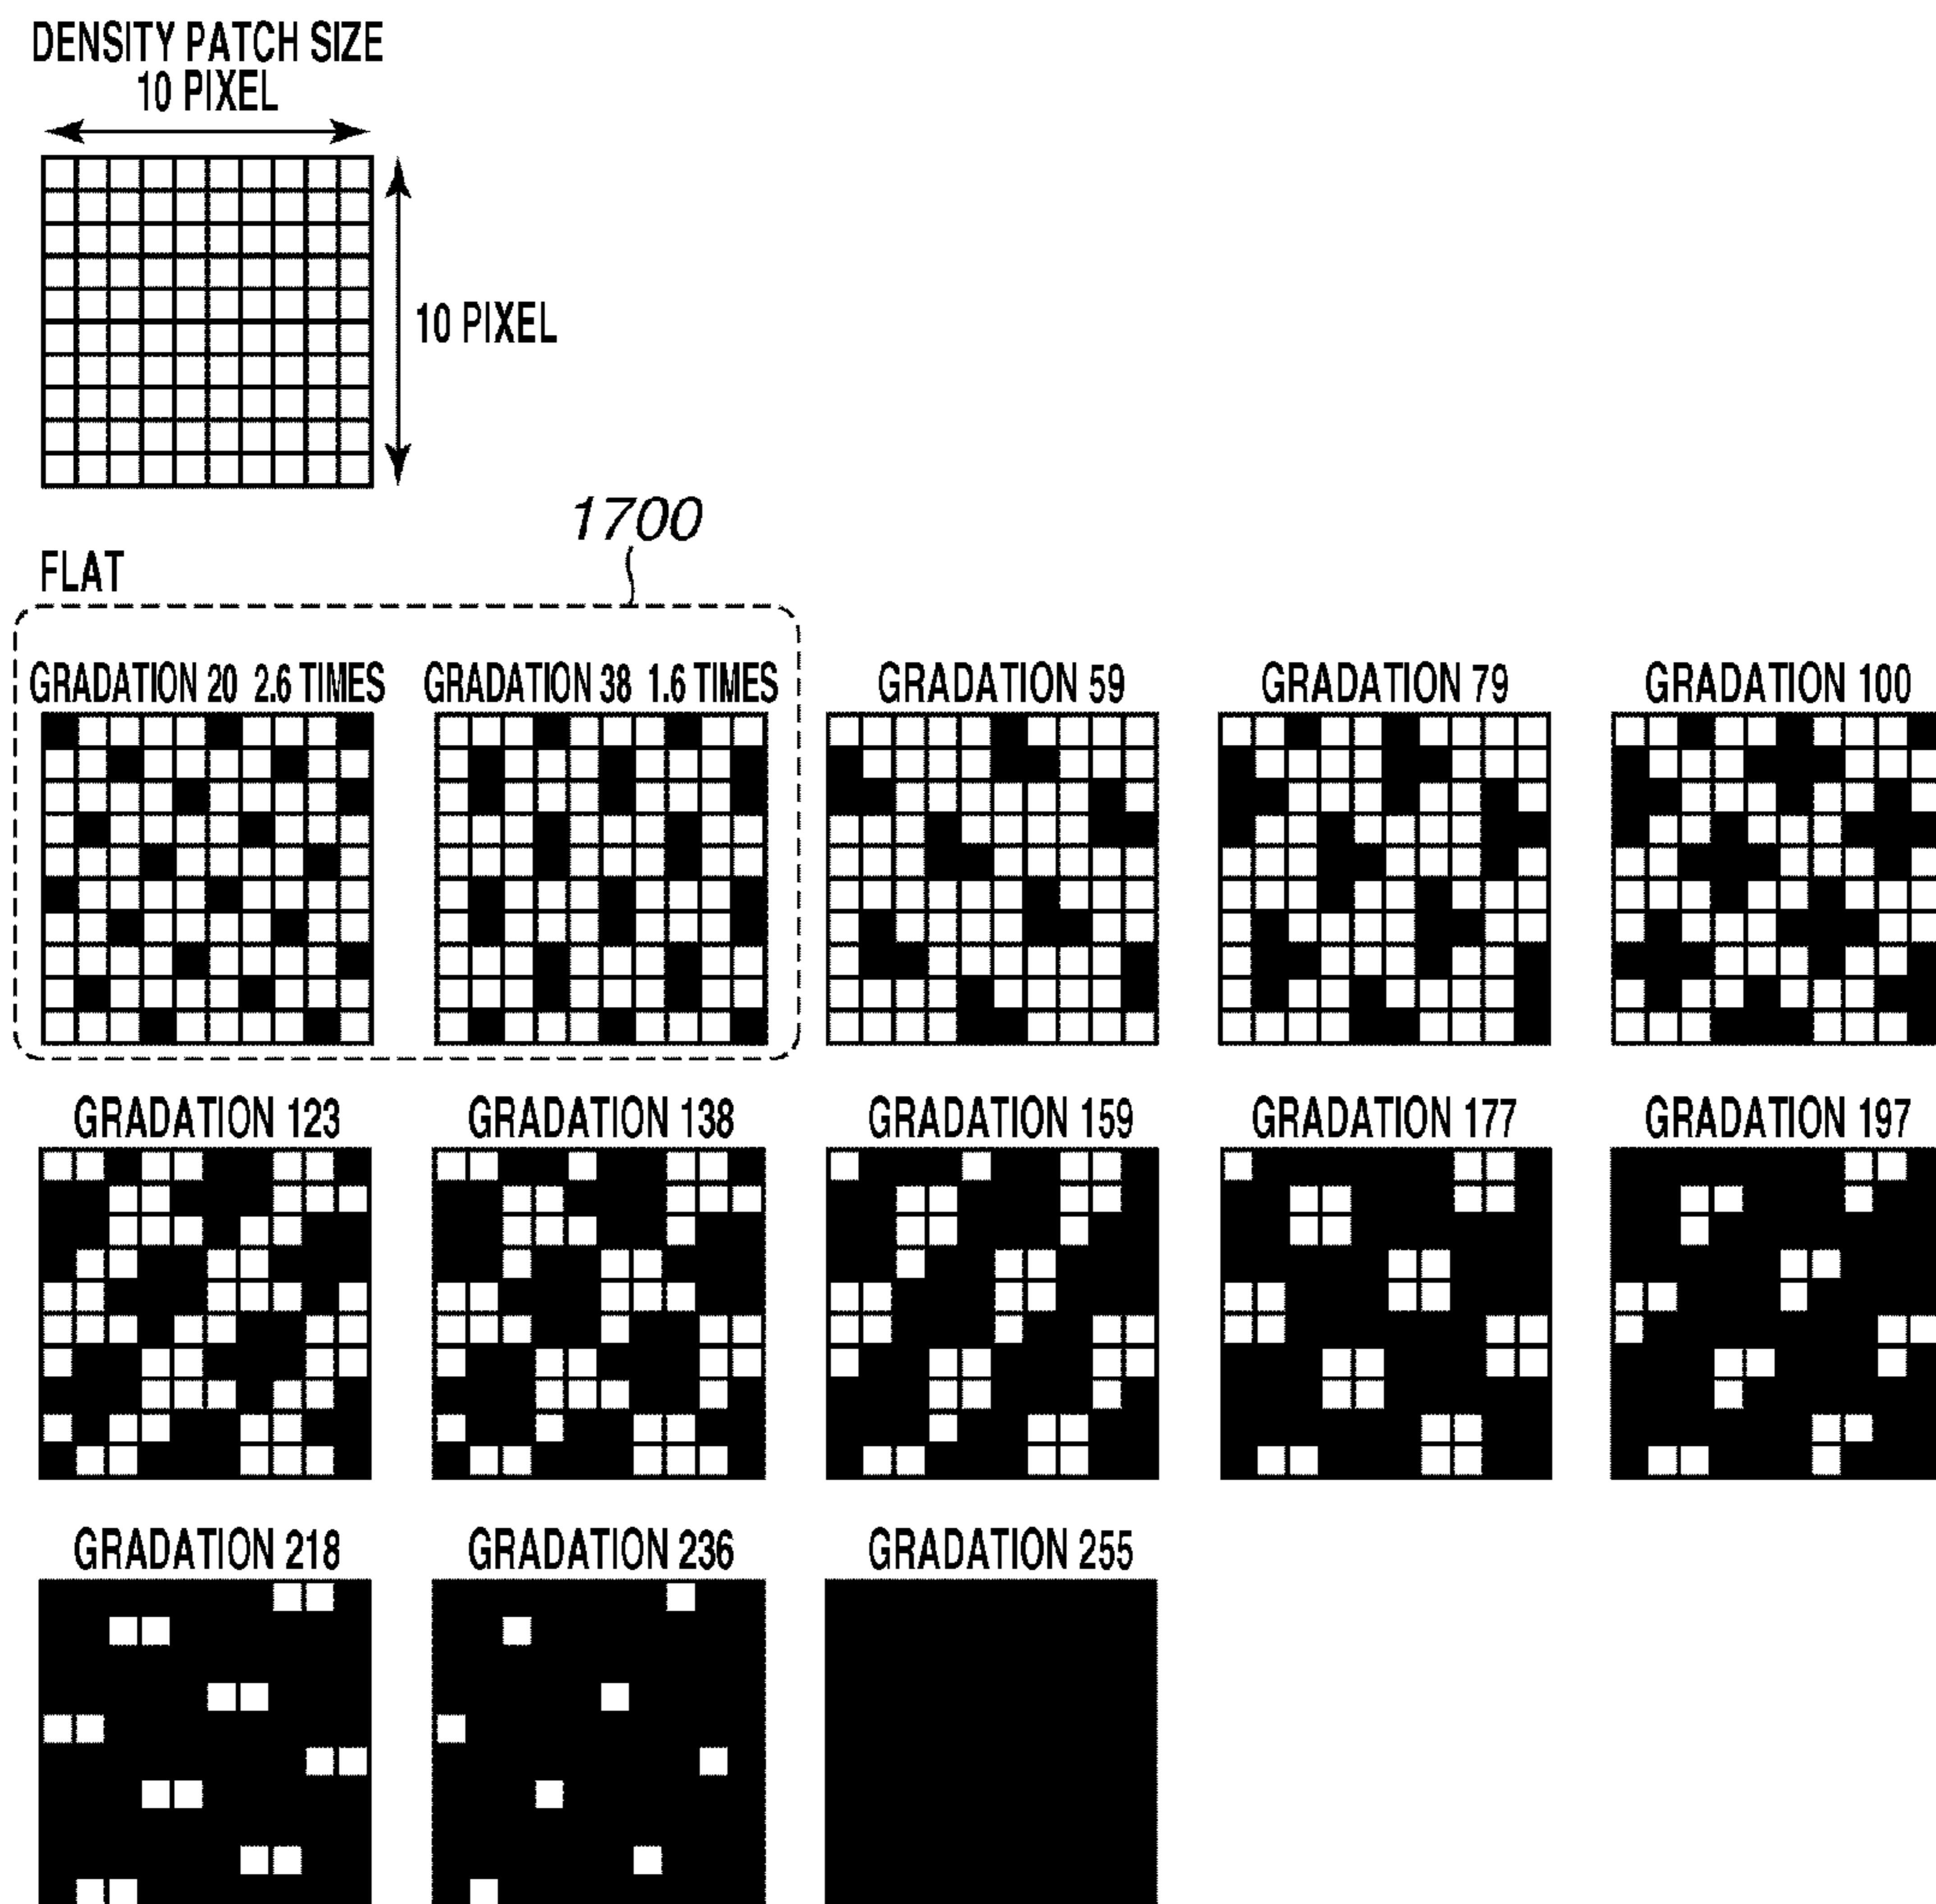 DENSITY PATCH SIZE
10 PIXEL
10 PIXEL
1700
FLAT
GRADATION 20 2.6 TIMES
GRADATION 38 1.6 TIMES
GRADATION 59
GRADATION 79
GRADATION 100
GRADATION 123
GRADATION 138
GRADATION 159
GRADATION 177
GRADATION 197
GRADATION 218
GRADATION 236
GRADATION 255